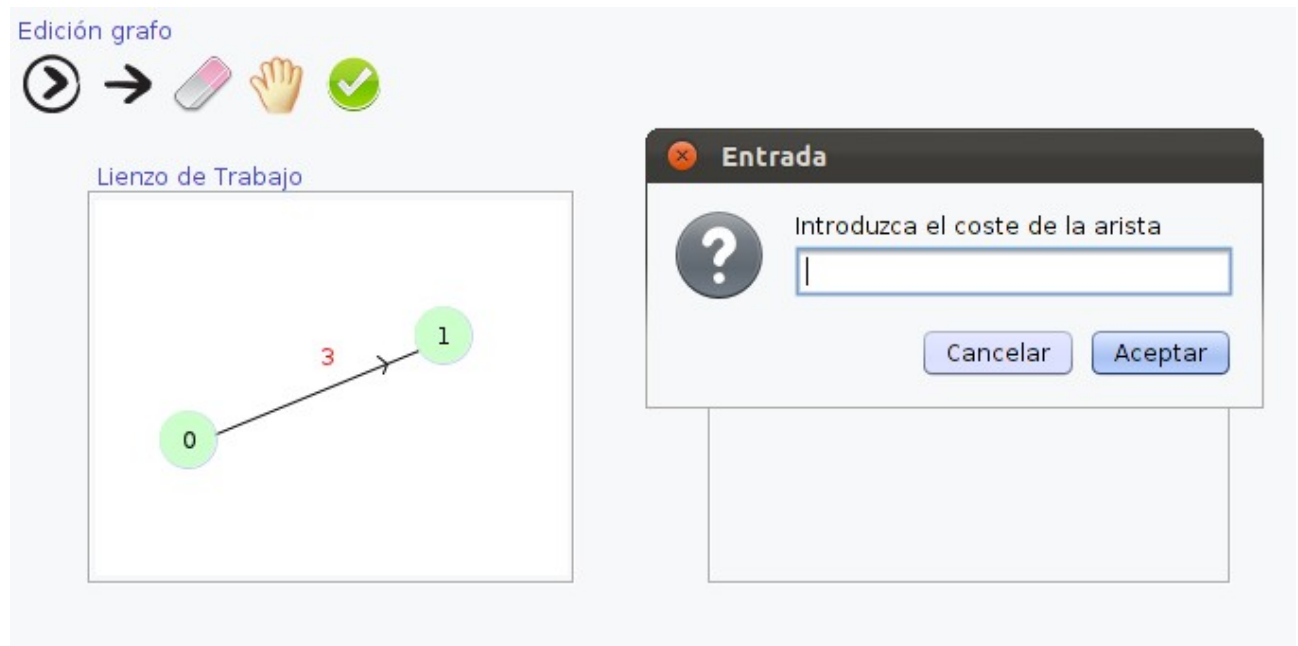 Edición grafo
Entrada
Lienzo de Trabajo
Introduzca el coste de la arista
3
1
0
Cancelar
Aceptar